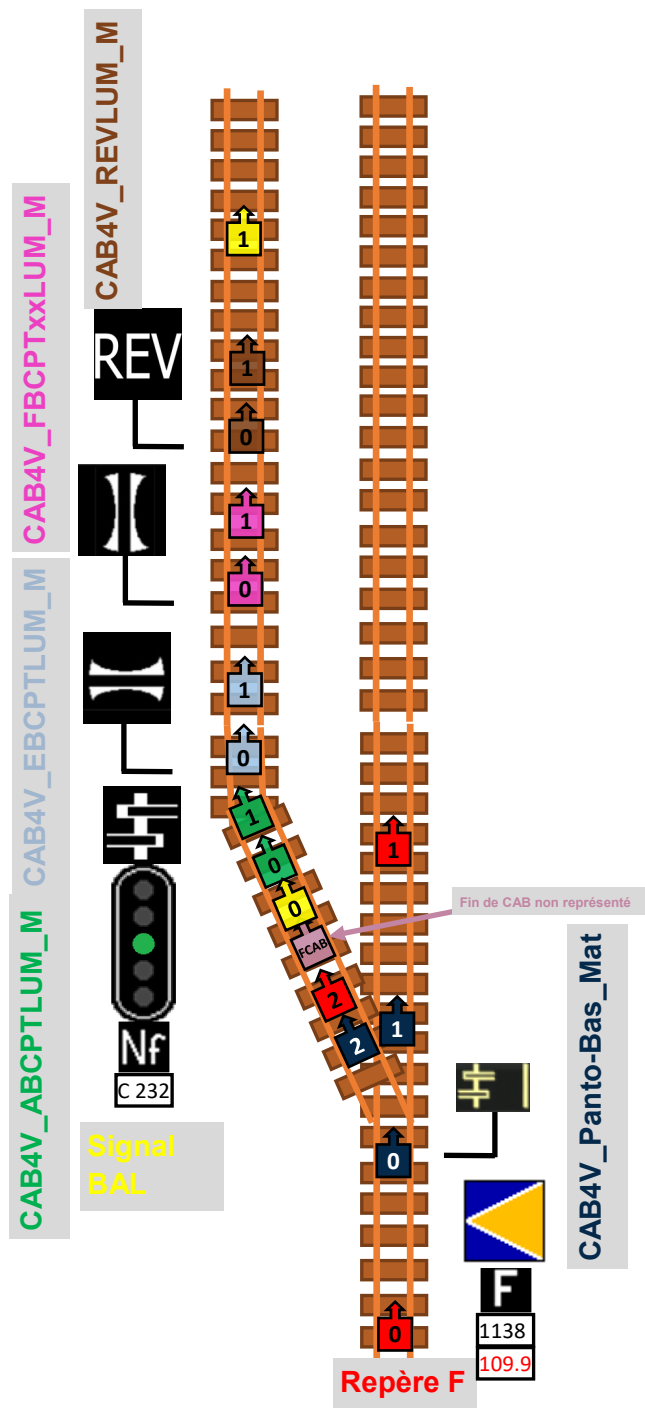 CAB4V_REVLUM_M
CAB4V_FBCPTxxLUM_M
1
REV
1
0
1
0
CAB4V_EBCPTLUM_M
1
0
1
0
1
0
Fin de CAB non représenté
FCAB
CAB4V_ABCPTLUM_M
2
1
CAB4V_Panto-Bas_Mat
Nf
2
C 232
Signal
BAL
0
F
1138
0
109.9
Repère F